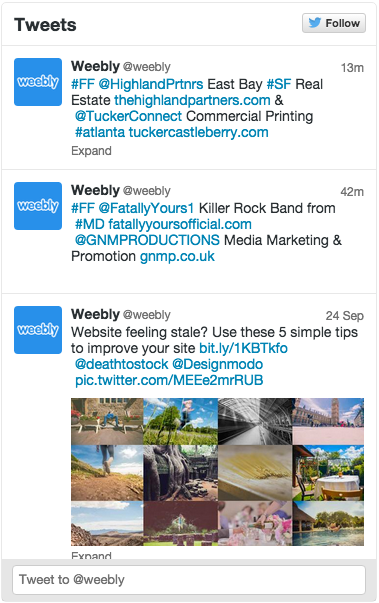 Tweets
Follow
Weebly @weebly 13m
weebly
#FF @HighlandPrtnrs East Bay #SF Real
Estate thehighlandpartners.com &
@TuckerConnect Commercial Printing
#atlanta tuckercastleberry.com
Expand
Weebly @weebly 42m
weebly
#FF @FatallyYours1 Killer Rock Band from
#MD fatallyyoursofficial.com
@GNMPRODUCTIONS Media Marketing &
Promotion gnmp.co.uk
Weebly @weebly 24 Sep
weebly
Website feeling stale? Use these 5 simple tips
to improve your site bit.ly/1KBTkfo
@deathtostock @Designmodo
pic.twitter.com/MEEe2mrRUB
Expand
Tweet to @weebly